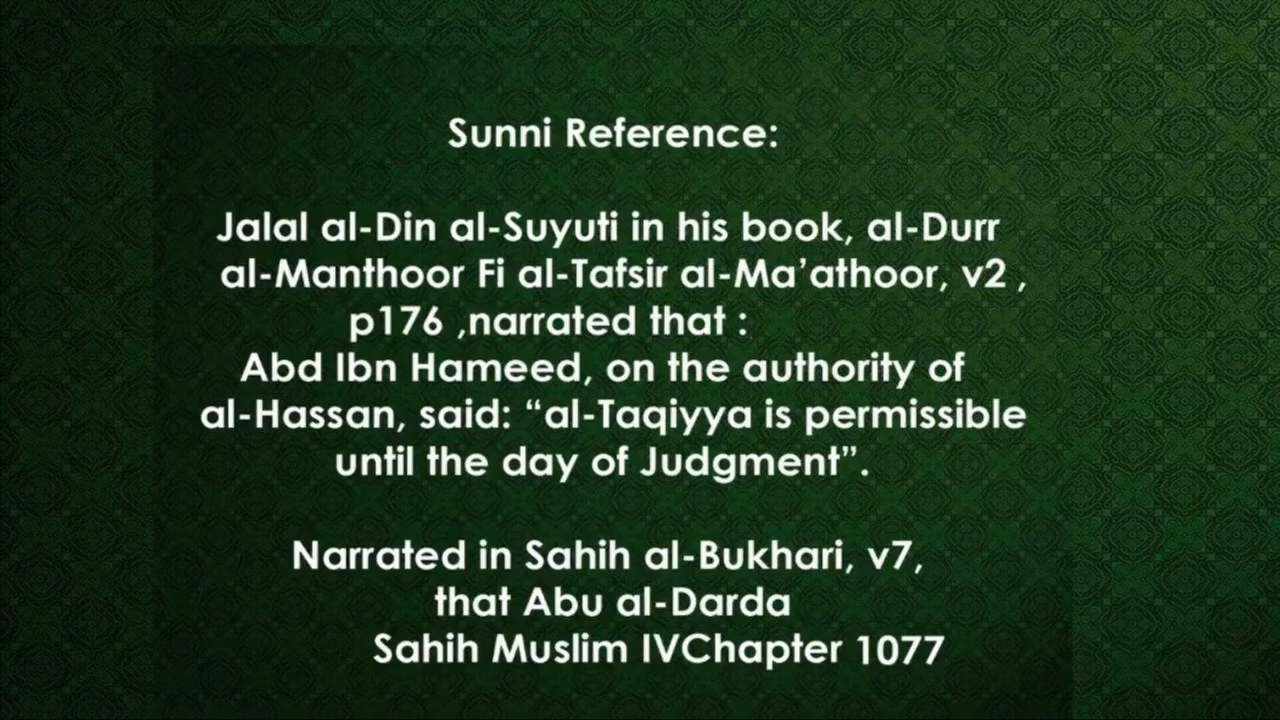 Sunni Reference:
Jalal al-Din al-Suyuti in his book, al-Durr
al-Manthoor Fi al-Tafsir al-Ma’athoor, v2 ,
p176 ,narrated that :
Abd Ibn Hameed, on the authority of
al-Hassan, said: “al-Taqiyya is permissible
until the day of Judgment”.
Narrated in Sahih al-Bukhari, v7,
that Abu al-Darda
Sahih Muslim IVChapter 1077